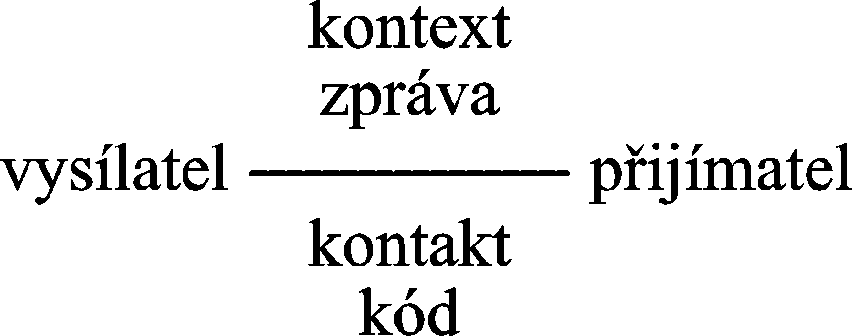 kontext
zpráva
vysílatel ————————— přijímatel
kontakt
kód